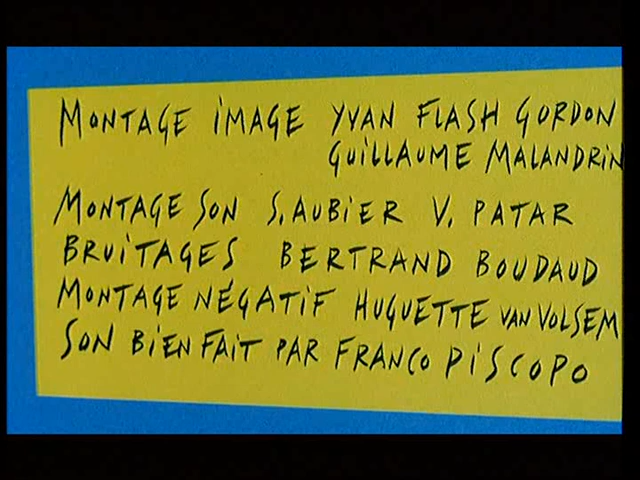 MONTAGE IMAGE YVAN FLASH GORDON
GUILLAUME MALANDRIN
MONTAGE SON S. AUBIER V. PATAR
BRUITAGES BERTRAND BOUDAUD
MONTAGE NÉGATIF HUGUETTE VAN VOLSEM
SON BIEN FAIT PAR FRANCO PISCOPO